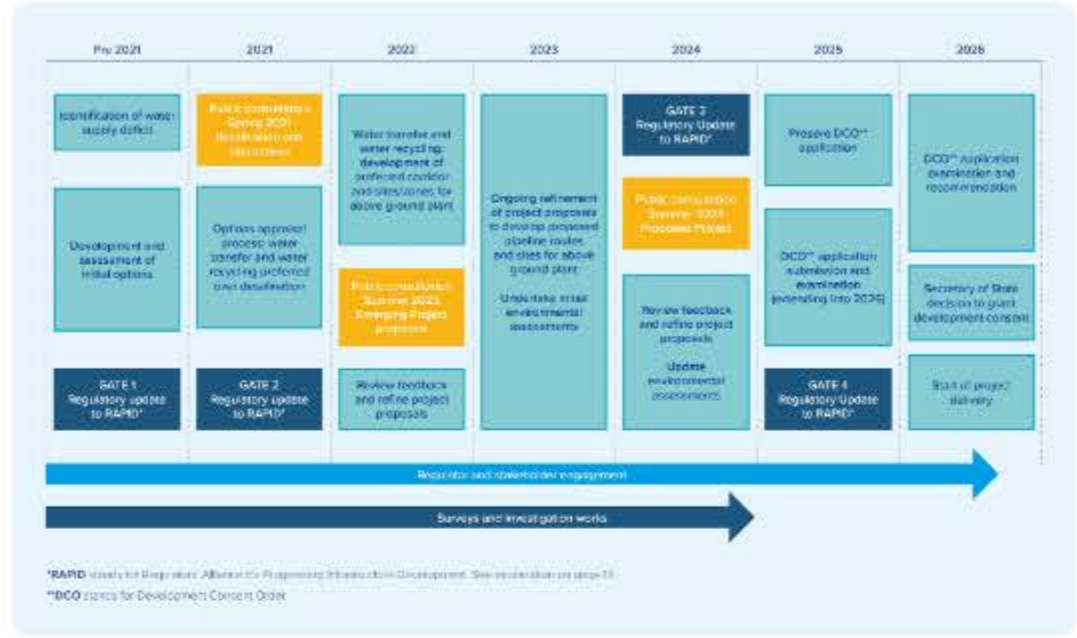 Pre 2021
2021
2022
2023
2024
2025
2026
Identification of water
supply deficit
Development and
assessment of
initial options
GATE 1
Regulatory update
to RAPID*
Public consultation
Spring 2021
Desalination and
alternatives
Options appraisal
process: water
transfer and water
recycling preferred
over desalination
GATE 2
Regulatory update
to RAPID*
Water transfer and
water recycling:
development of
preferred corridor
and sites/zones for
above ground plant
Public consultation
Summer 2022
Emerging Project
proposals
Review feedback
and refine project
proposals
Ongoing refinement
of project proposals
to develop proposed
pipeline routes
and sites for above
ground plant
Undertake initial
environmental
assessments
GATE 3
Regulatory Update
to RAPID*
Public consultation
Summer 2024
Proposed Project
Review feedback
and refine project
proposals
Update
environmental
assessments
Prepare DCO**
application
DCO** application
submission and
examination
(extending into 2026)
GATE 4
Regulatory Update
to RAPID*
DCO** application
examination and
recommendation
Secretary of State
decision to grant
development consent
Start of project
delivery
Regulator and stakeholder engagement
Surveys and investigation works
*RAPID stands for Regulators' Alliance for Progressing Infrastructure Development. See explanation on page
**DCO stands for Development Consent Order